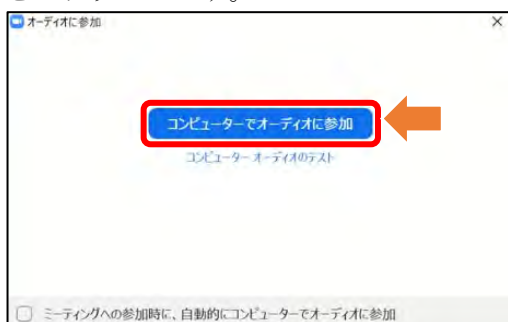 オーディオに参加
コンピューターでオーディオに参加
コンピューター オーディオのテスト
ミーティングへの参加時に、自動的にコンピューターでオーディオに参加